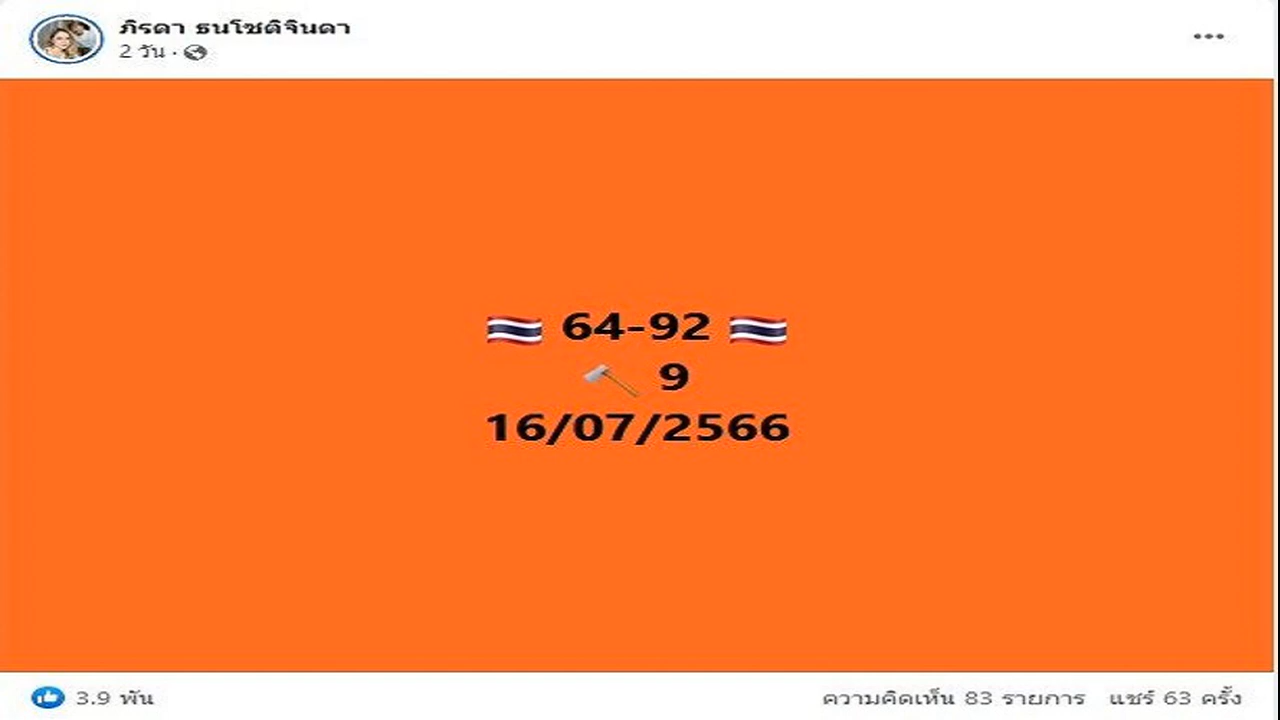 ภิรดา ธนโชติจินดา
2 วัน ·
64-92
9
16/07/2566
3.9 พัน
ความคิดเห็น 83 รายการ แชร์ 63 ครั้ง